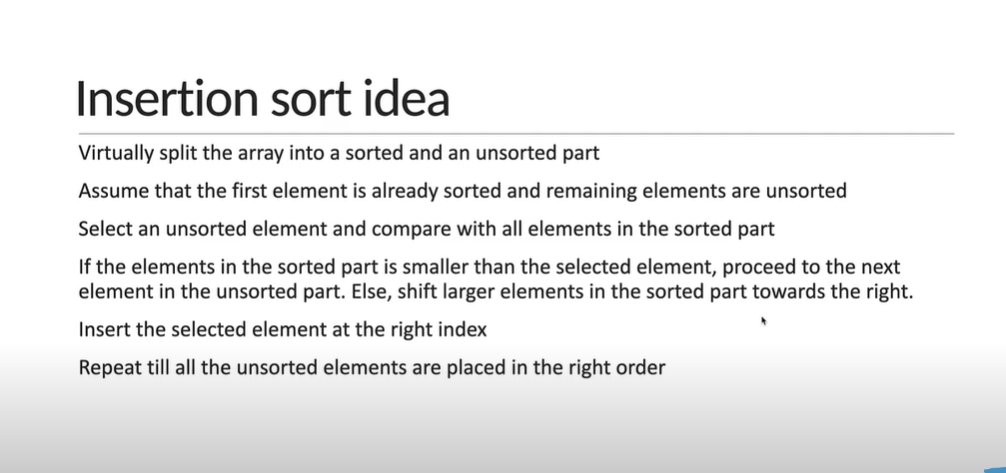 Insertion sort idea
Virtually split the array into a sorted and an unsorted part
Assume that the first element is already sorted and remaining elements are unsorted
Select an unsorted element and compare with all elements in the sorted part
If the elements in the sorted part is smaller than the selected element, proceed to the next
element in the unsorted part. Else, shift larger elements in the sorted part towards the right.
Insert the selected element at the right index
Repeat till all the unsorted elements are placed in the right order